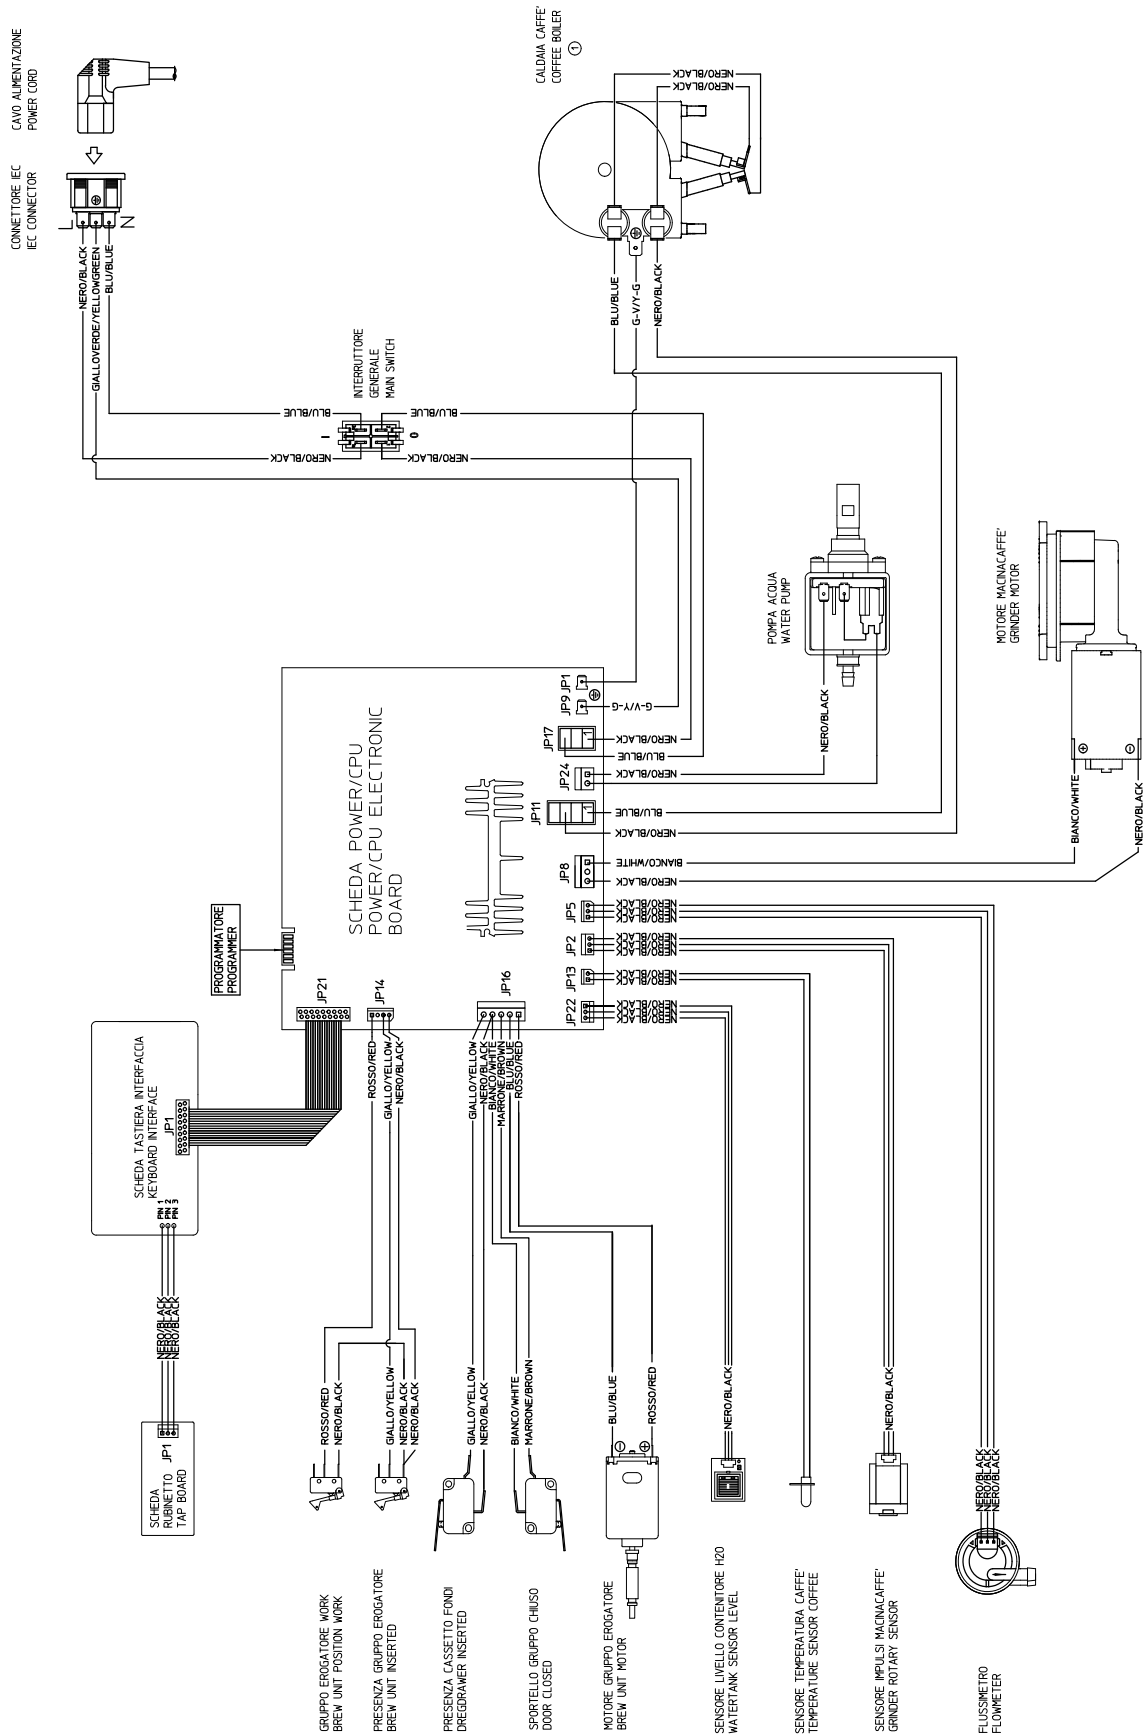 CAVO ALIMENTAZIONE
POWER CORD
CONNETTORE IEC
IEC CONNECTOR
L
N
NERO/BLACK
GIALLOVERDE/YELLOWGREEN
BLU/BLUE
INTERRUTTORE
GENERALE
MAIN SWITCH
I
0
BLU/BLUE
BLU/BLUE
NERO/BLACK
NERO/BLACK
CALDAIA CAFFE'
COFFEE BOILER
1
NERO/BLACK
NERO/BLACK
BLU/BLUE
G-V/Y-G
NERO/BLACK
POMPA ACQUA
WATER PUMP
NERO/BLACK
MOTORE MACINACAFFE'
GRINDER MOTOR
+
-
BIANCO/WHITE
NERO/BLACK
SCHEDA POWER/CPU
POWER/CPU ELECTRONIC
BOARD
PROGRAMMATORE
PROGRAMMER
JP1
JP9
G-V/Y-G
JP17
1
NERO/BLACK
BLU/BLUE
JP24
NERO/BLACK
JP11
1
BLU/BLUE
NERO/BLACK
JP8
BIANCO/WHITE
NERO/BLACK
JP5
NERO/BLACK
NERO/BLACK
NERO/BLACK
JP2
NERO/BLACK
NERO/BLACK
NERO/BLACK
JP13
NERO/BLACK
NERO/BLACK
JP22
NERO/BLACK
NERO/BLACK
NERO/BLACK
JP21
JP14
ROSSO/RED
GIALLO/YELLOW
NERO/BLACK
JP16
GIALLO/YELLOW
NERO/BLACK
BIANCO/WHITE
MARRONE/BROWN
BLU/BLUE
ROSSO/RED
SCHEDA TASTIERA INTERFACCIA
KEYBOARD INTERFACE
JP1
PIN 1
PIN 2
PIN 3
NERO/BLACK
NERO/BLACK
NERO/BLACK
JP1
SCHEDA
RUBINETTO
TAP BOARD
ROSSO/RED
NERO/BLACK
GIALLO/YELLOW
NERO/BLACK
NERO/BLACK
GIALLO/YELLOW
NERO/BLACK
BIANCO/WHITE
MARRONE/BROWN
BLU/BLUE
ROSSO/RED
-
+
NERO/BLACK
NERO/BLACK
NERO/BLACK
NERO/BLACK
NERO/BLACK
GRUPPO EROGATORE WORK
BREW UNIT POSITION WORK
PRESENZA GRUPPO EROGATORE
BREW UNIT INSERTED
PRESENZA CASSETTO FONDI
DREGDRAWER INSERTED
SPORTELLO GRUPPO CHIUSO
DOOR CLOSED
MOTORE GRUPPO EROGATORE
BREW UNIT MOTOR
SENSORE LIVELLO CONTENITORE H20
WATERTANK SENSOR LEVEL
SENSORE TEMPERATURA CAFFE'
TEMPERATURE SENSOR COFFEE
SENSORE IMPULSI MACINACAFFE'
GRINDER ROTARY SENSOR
FLUSSIMETRO
FLOWMETER